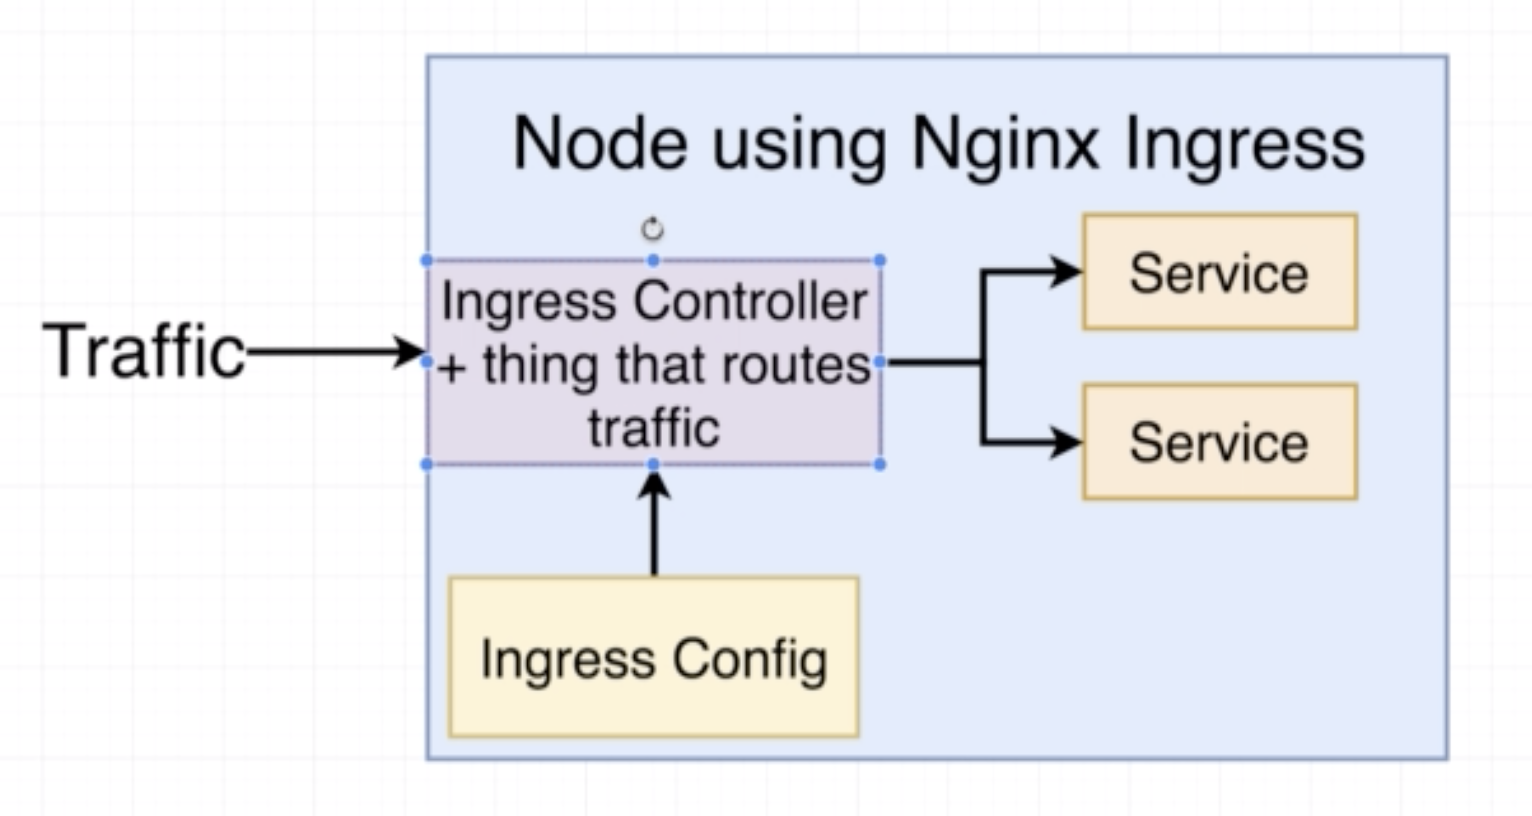 Node using Nginx Ingress
Traffic
Ingress Controller
+ thing that routes
traffic
Service
Service
Ingress Config